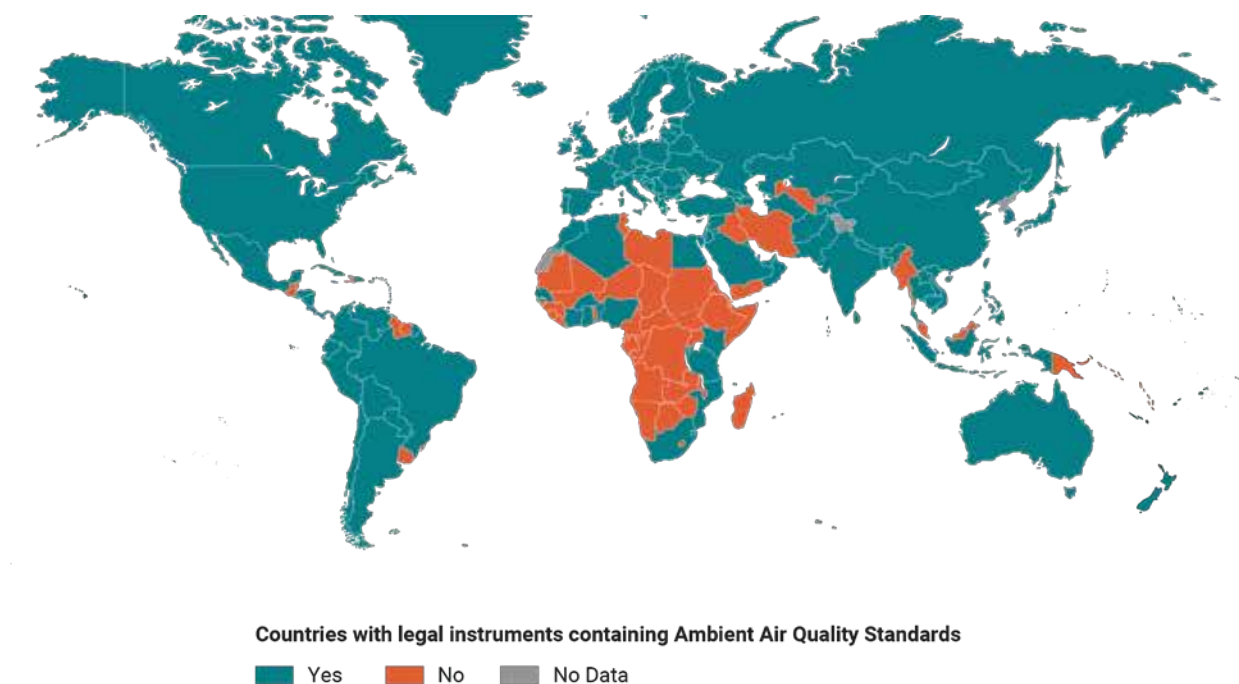 Countries with legal instruments containing Ambient Air Quality Standards
Yes No No Data